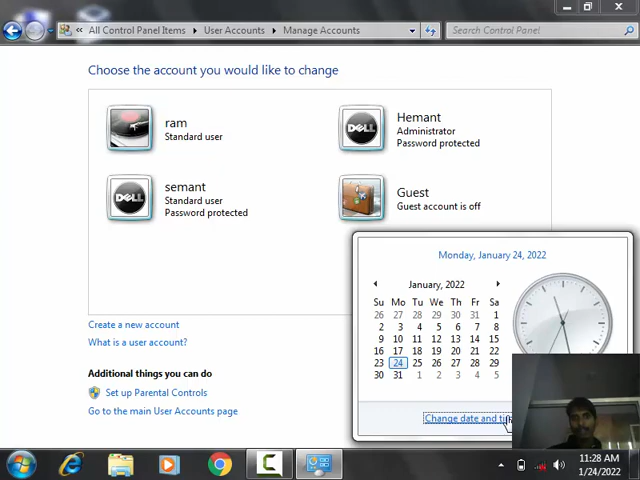 All Control Panel Items
User Accounts
Manage Accounts
Search Control Panel
Choose the account you would like to change
ram
Standard user
Hemant
Administrator
Password protected
DELL
semant
Standard user
Password protected
DELL
Guest
Guest account is off
Create a new account
What is a user account?
Additional things you can do
Set up Parental Controls
Go to the main User Accounts page
Monday, January 24, 2022
January, 2022
Su Mo Tu We Th Fr Sa
26 27 28 29 30 31 1
2 3 4 5 6 7 8
9 10 11 12 13 14 15
16 17 18 19 20 21 22
23 24 25 26 27 28 29
30 31 1 2 3 4 5
Change date and
11:28 AM
1/24/2022